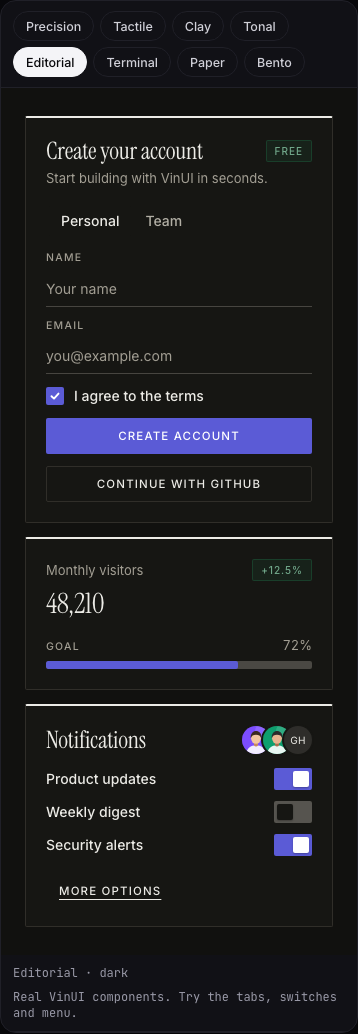 Precision
Tactile
Clay
Tonal
Editorial
Terminal
Paper
Bento
Create your account
FREE
Start building with VinUI in seconds.
Personal
Team
NAME
Your name
EMAIL
you@example.com
I agree to the terms
CREATE ACCOUNT
CONTINUE WITH GITHUB
Monthly visitors
+12.5%
48,210
GOAL
72%
Notifications
GH
Product updates
Weekly digest
Security alerts
MORE OPTIONS
Editorial · dark
Real VinUI components. Try the tabs, switches
and menu.